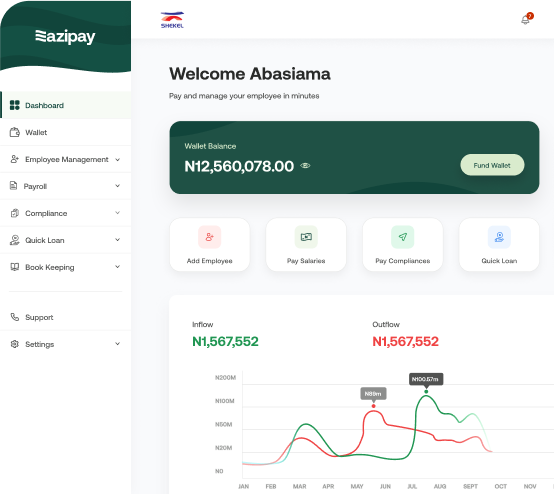 Eazipay
SHEKEL
7
Welcome Abasiama
Pay and manage your employee in minutes
Dashboard
Wallet
Employee Management
Payroll
Compliance
Quick Loan
Book Keeping
Support
Settings
Wallet Balance
N12,560,078.00
Fund Wallet
Add Employee
Pay Salaries
Pay Compliances
Quick Loan
Inflow
N1,567,552
Outflow
N1,567,552
N200M
N100M
N50M
N20M
N0
N89m
N100.57m
JAN FEB MAR APR MAY JUN JUL AUG SEPT OCT NOV